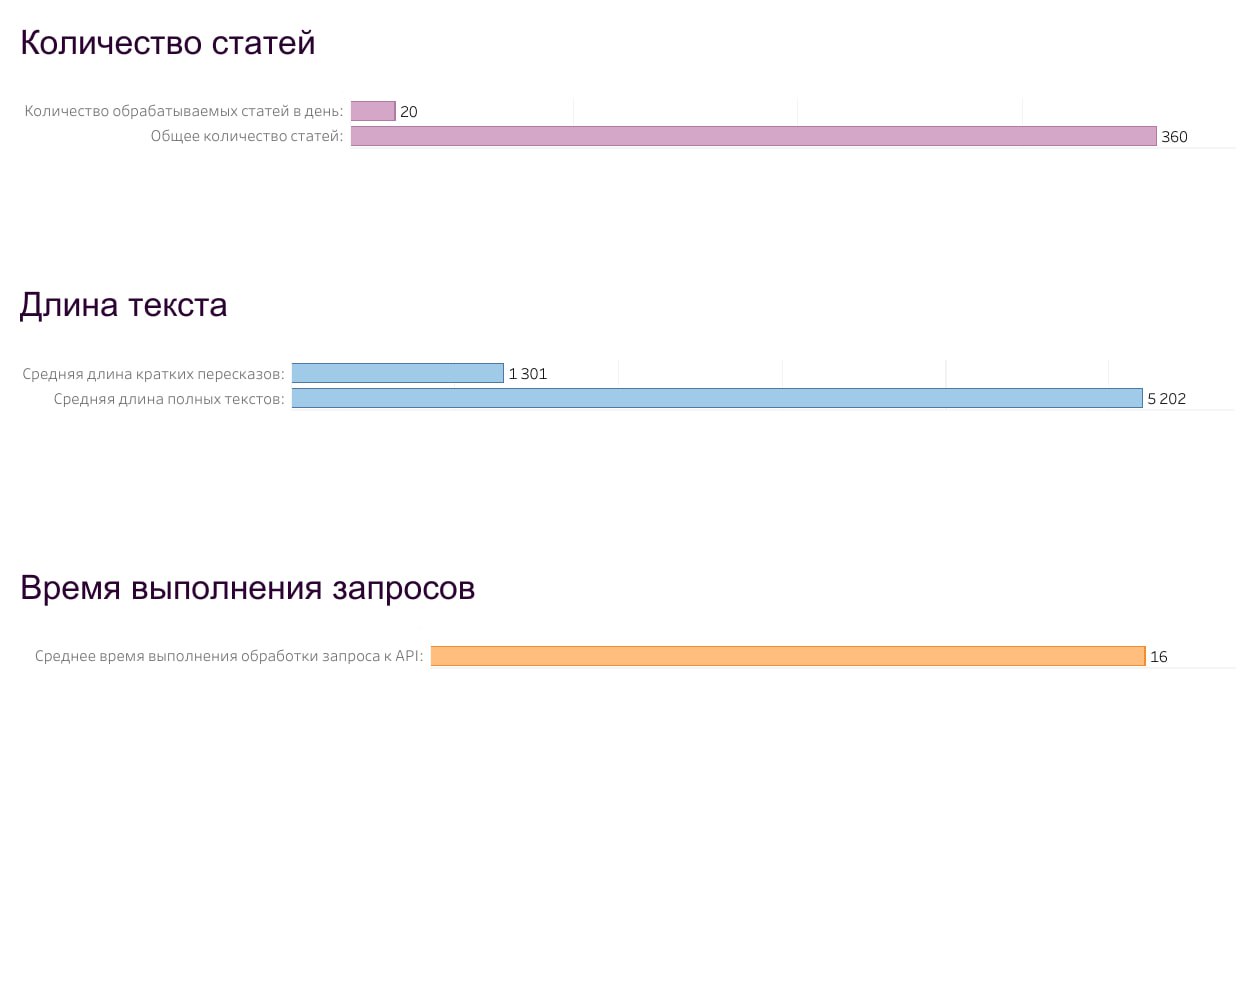 Количество статей
Количество обрабатываемых статей в день: 20
Общее количество статей: 360
Длина текста
Средняя длина кратких пересказов: 1 301
Средняя длина полных текстов: 5 202
Время выполнения запросов
Среднее время выполнения обработки запроса к API: 16